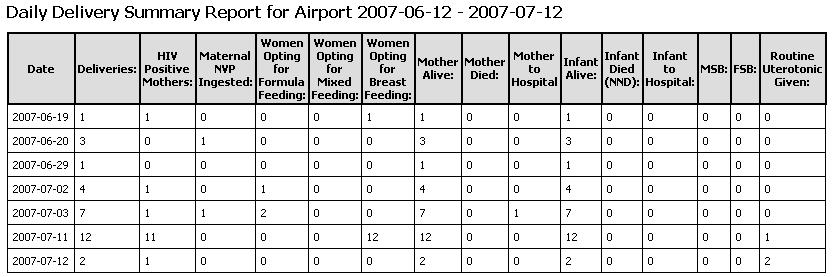 Daily Delivery Summary Report for Airport 2007-06-12 - 2007-07-12
Date Deliveries: HIV Positive Mothers: Maternal NVP Ingested: Women Opting for Formula Feeding: Women Opting for Mixed Feeding: Women Opting for Breast Feeding: Mother Alive: Mother Died: Mother to Hospital Infant Alive: Infant Died (NND): Infant to Hospital: MSB: FSB: Routine Uterotonic Given:
2007-06-19 1 1 0 0 0 1 1 0 0 1 0 0 0 0 0
2007-06-20 3 0 1 0 0 0 3 0 0 3 0 0 0 0 0
2007-06-29 1 0 0 0 0 0 1 0 0 1 0 0 0 0 0
2007-07-02 4 1 0 1 0 0 4 0 0 4 0 0 0 0 0
2007-07-03 7 1 1 2 0 0 7 0 1 7 0 0 0 0 0
2007-07-11 12 11 0 0 0 12 12 0 0 12 0 0 0 0 1
2007-07-12 2 1 0 0 0 0 2 0 0 2 0 0 0 0 2